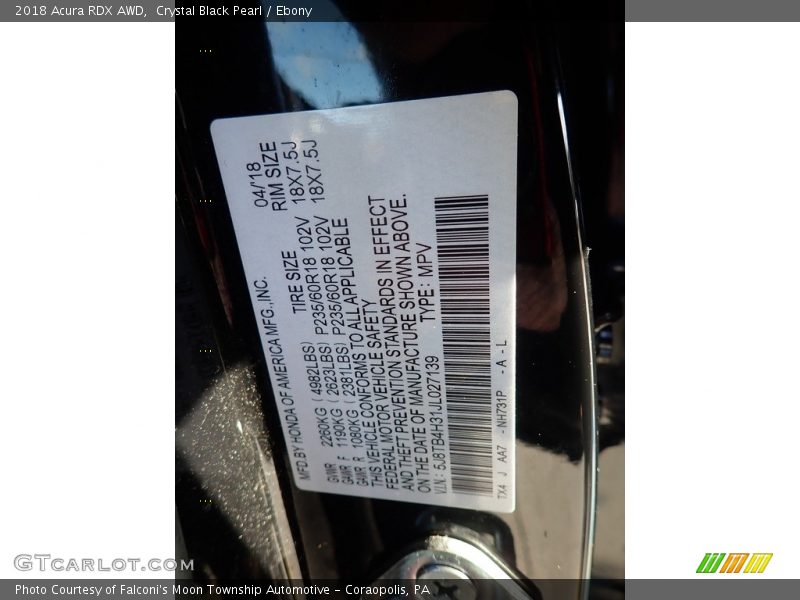 2018 Acura RDX AWD,  Crystal Black Pearl / Ebony
MFD.BY HONDA OF AMERICA MFG.,INC. 04/'18
TIRE SIZE RIM SIZE
GVWR 2260KG ( 4982LBS) P235/60R18 102V 18X7.5J
GAWR F 1190KG ( 2623LBS) P235/60R18 102V 18X7.5J
GAWR R 1080KG ( 2381LBS)
THIS VEHICLE CONFORMS TO ALL APPLICABLE
FEDERAL MOTOR VEHICLE SAFETY
AND THEFT PREVENTION STANDARDS IN EFFECT
ON THE DATE OF MANUFACTURE SHOWN ABOVE.
V.I.N.: 5J8TB4H31JL027139 TYPE: MPV
TX4 J AA7 - NH731P - A - L
GTCarlot.com
Photo Courtesy of Falconi's Moon Township Automotive - Coraopolis, PA